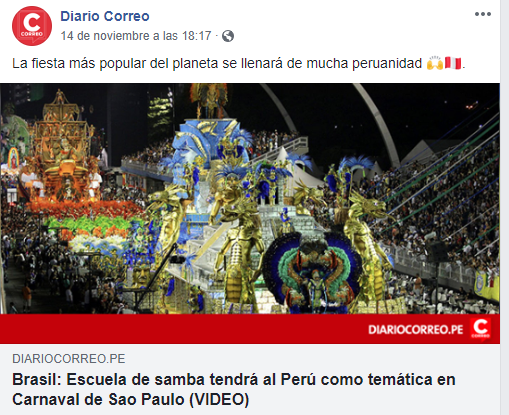 Diario Correo
14 de noviembre a las 18:17 ·
La fiesta más popular del planeta se llenará de mucha peruanidad 🙌🇵🇪.
C
CORREO
DIARIOCORREO.PE C
DIARIOCORREO.PE
Brasil: Escuela de samba tendrá al Perú como temática en
Carnaval de Sao Paulo (VIDEO)